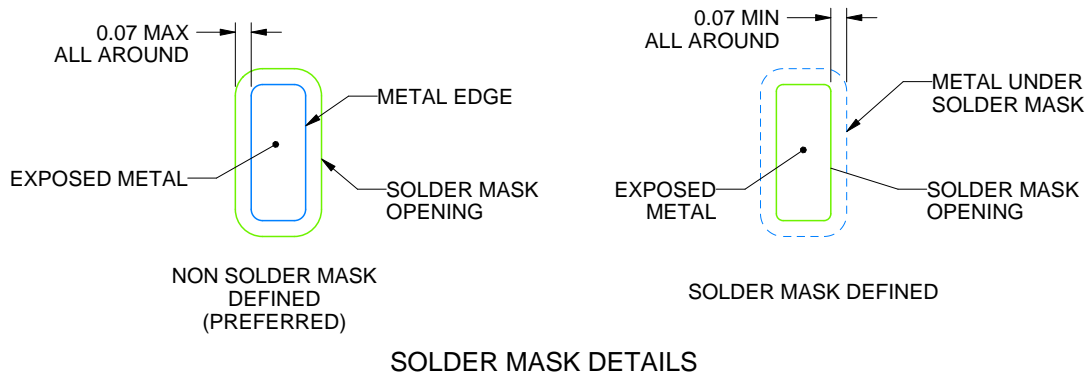 0.07 MAX
ALL AROUND
METAL EDGE
EXPOSED METAL
SOLDER MASK
OPENING
NON SOLDER MASK
DEFINED
(PREFERRED)
0.07 MIN
ALL AROUND
METAL UNDER
SOLDER MASK
EXPOSED
METAL
SOLDER MASK
OPENING
SOLDER MASK DEFINED
SOLDER MASK DETAILS